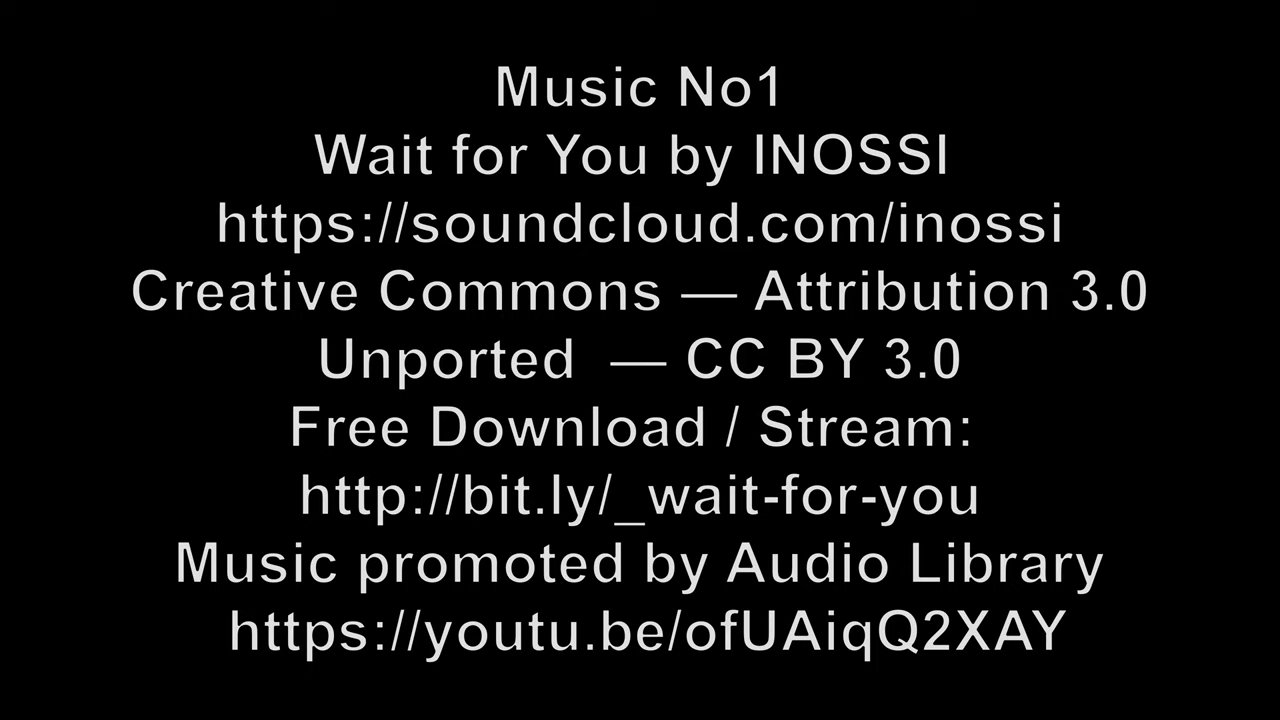 Music No1
Wait for You by INOSSI
https://soundcloud.com/inossi
Creative Commons — Attribution 3.0
Unported — CC BY 3.0
Free Download / Stream:
http://bit.ly/_wait-for-you
Music promoted by Audio Library
https://youtu.be/ofUAiqQ2XAY